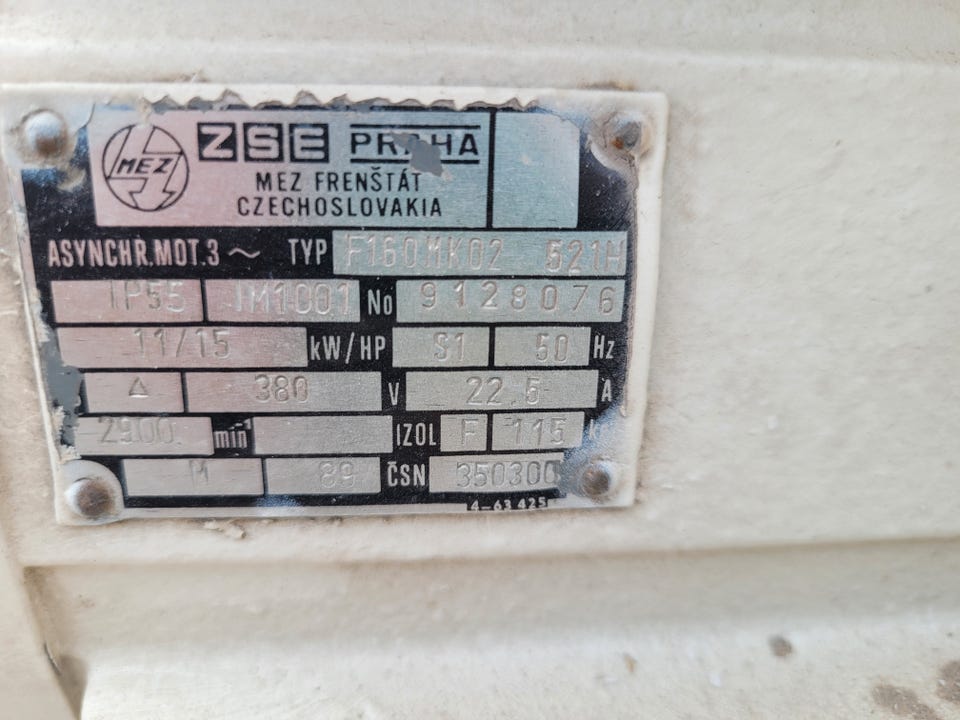 MEZ ZSE PRAHA
MEZ FRENŠTÁT
CZECHOSLOVAKIA
ASYNCHR. MOT. 3 ~ TYP F160MK02 521H
IP55 IM1001 No 9128076
11/15 kW/HP S1 50 Hz
△ 380 V 22,5 A
2900 min⁻¹ IZOL F 115
M 89 ČSN 350300
4-63 425